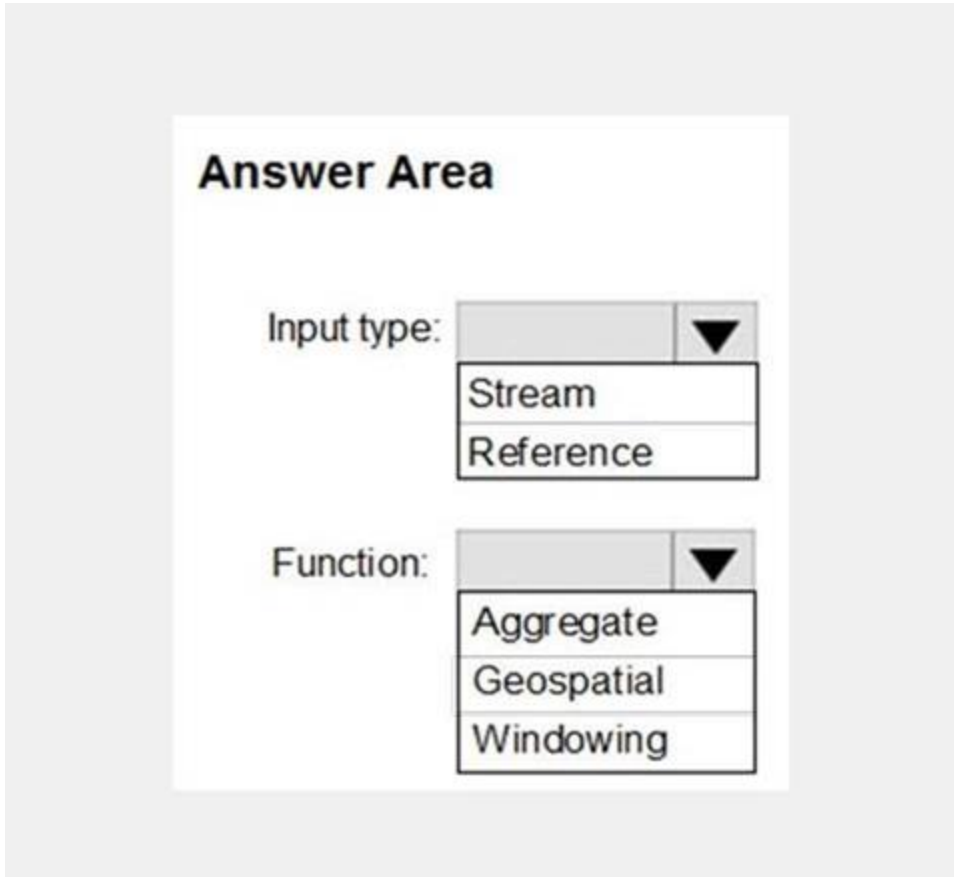 Answer Area
Input type:
Stream
Reference
Function:
Aggregate
Geospatial
Windowing